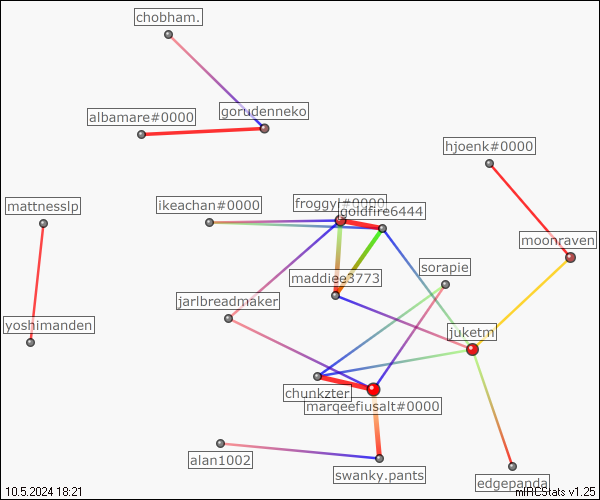 chobham.
gorudenneko
albamare#0000
hjoenk#0000
ikeachan#0000
froggyl#0000
mattnesslp
goldfire6444
moonraven
sorapie
maddiee3773
jarlbreadmaker
yoshimanden
juketm
chunkzter
marqeefiusalt#0000
alan1002
swanky.pants
edgepanda
10.5.2024 18:21
mIRCStats v1.25